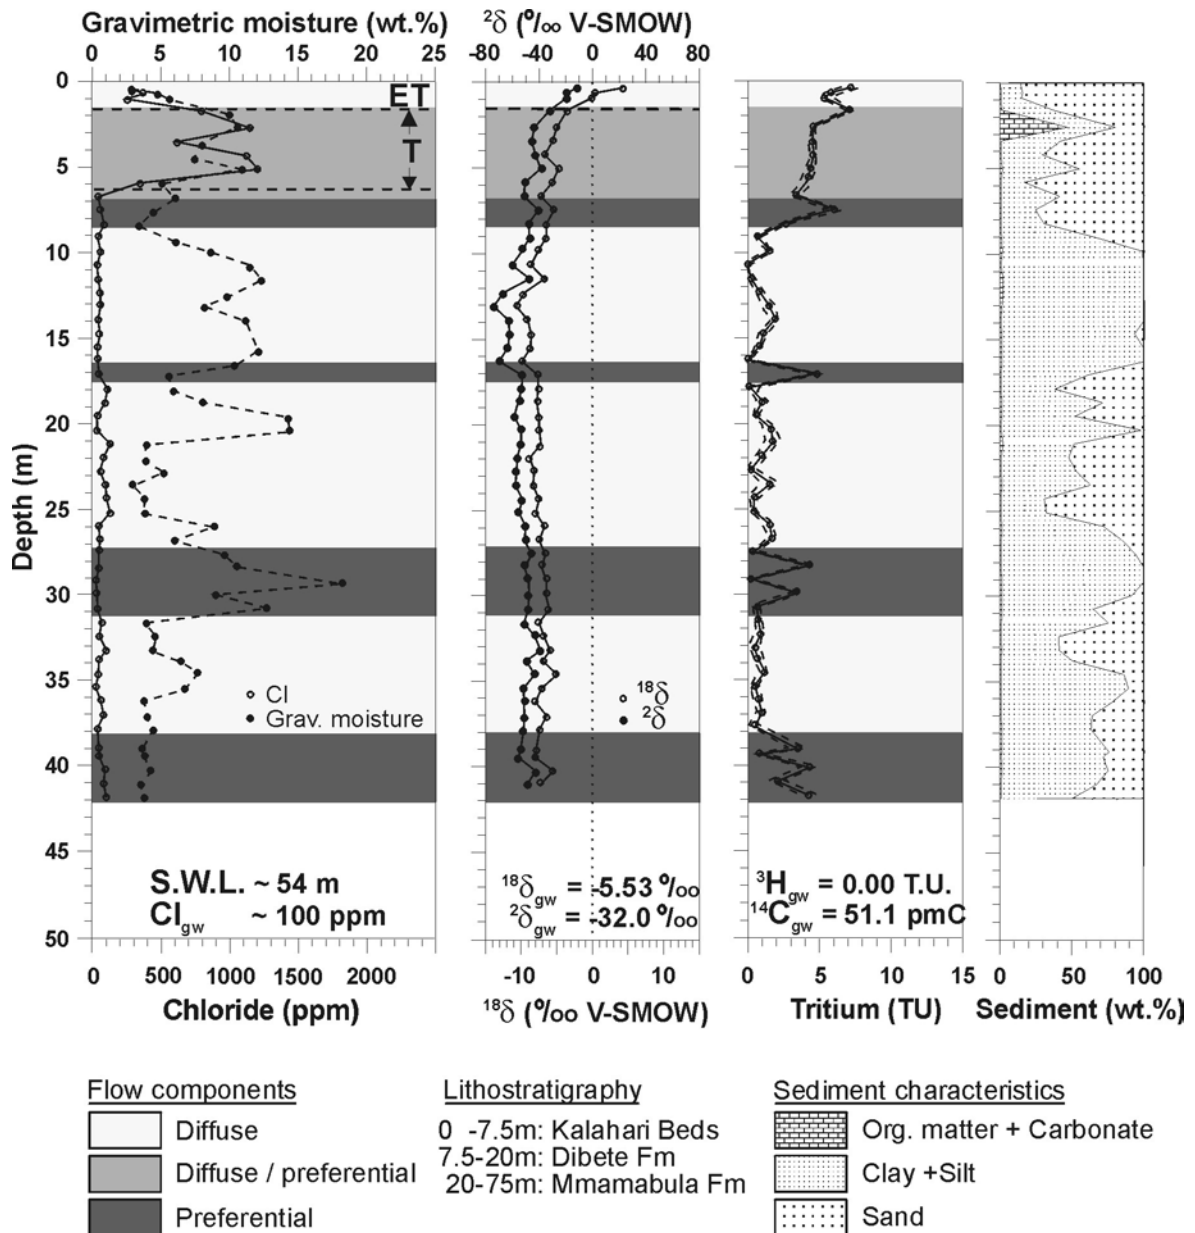 Gravimetric moisture (wt.%)
0 5 10 15 20 25
²δ (‰ V-SMOW)
-80 -40 0 40 80
0
5
10
15
20
25
30
35
40
45
50
Depth (m)
ET
T
Cl
Grav. moisture
¹⁸δ
²δ
S.W.L. ~ 54 m
Cl_gw ~ 100 ppm
¹⁸δ_gw = -5.53 ‰
²δ_gw = -32.0 ‰
³H_gw = 0.00 T.U.
¹⁴C_gw = 51.1 pmC
0 500 1000 1500 2000
Chloride (ppm)
-10 0 10
¹⁸δ (‰ V-SMOW)
0 5 10 15
Tritium (TU)
0 50 100
Sediment (wt.%)
Flow components
Diffuse
Diffuse / preferential
Preferential
Lithostratigraphy
0 -7.5m: Kalahari Beds
7.5-20m: Dibete Fm
20-75m: Mmamabula Fm
Sediment characteristics
Org. matter + Carbonate
Clay +Silt
Sand